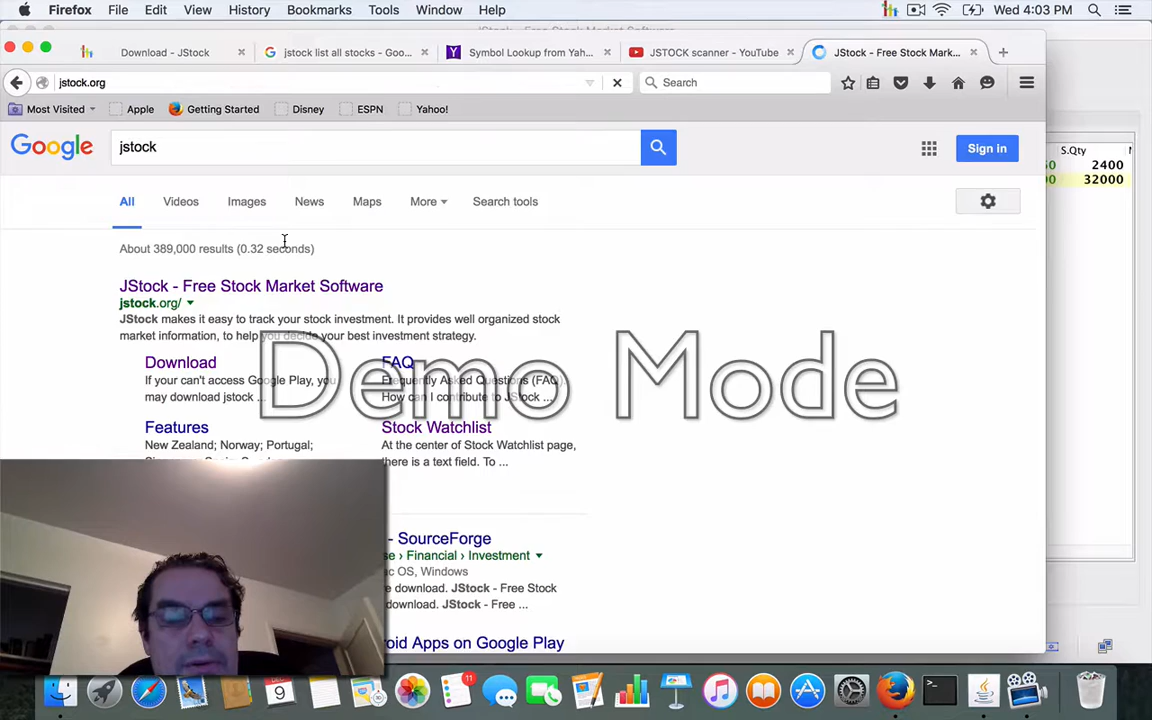 Firefox File Edit View History Bookmarks Tools Window Help Wed 4:03 PM
Download - JStock jstock list all stocks - Goo... Symbol Lookup from Yah... JSTOCK scanner - YouTube JStock - Free Stock Mark...
jstock.org Search
Most Visited Apple Getting Started Disney ESPN Yahoo!
Google jstock Sign in
S.Qty
2400
32000
All Videos Images News Maps More Search tools
About 389,000 results (0.32 seconds)
JStock - Free Stock Market Software
jstock.org/
JStock makes it easy to track your stock investment. It provides well organized stock
market information, to help you decide your best investment strategy.
Demo Mode
Download
If your can't access Google Play, you
may download jstock ...
FAQ
Frequently Asked Questions (FAQ).
How can I contribute to JStock ...
Features
New Zealand; Norway; Portugal;
Stock Watchlist
At the center of Stock Watchlist page,
there is a text field. To ...
- SourceForge
› Financial › Investment
OS, Windows
download. JStock - Free Stock
download. JStock - Free ...
Apps on Google Play
DEC
9
11